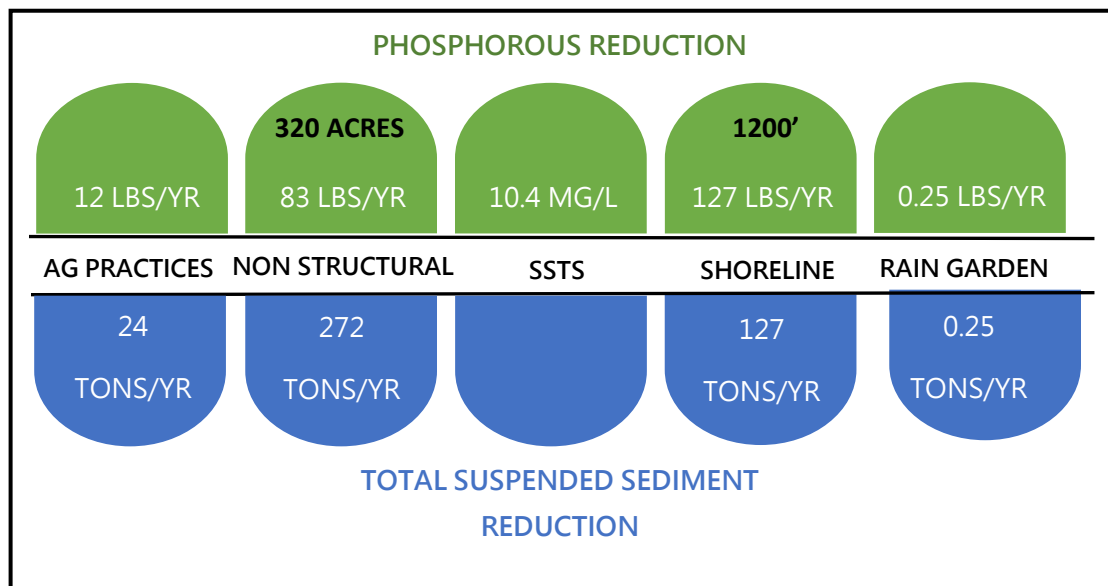 PHOSPHOROUS REDUCTION
320 ACRES
1200’
12 LBS/YR
83 LBS/YR
10.4 MG/L
127 LBS/YR
0.25 LBS/YR
AG PRACTICES
NON STRUCTURAL
SSTS
SHORELINE
RAIN GARDEN
24
TONS/YR
272
TONS/YR
127
TONS/YR
0.25
TONS/YR
TOTAL SUSPENDED SEDIMENT
REDUCTION